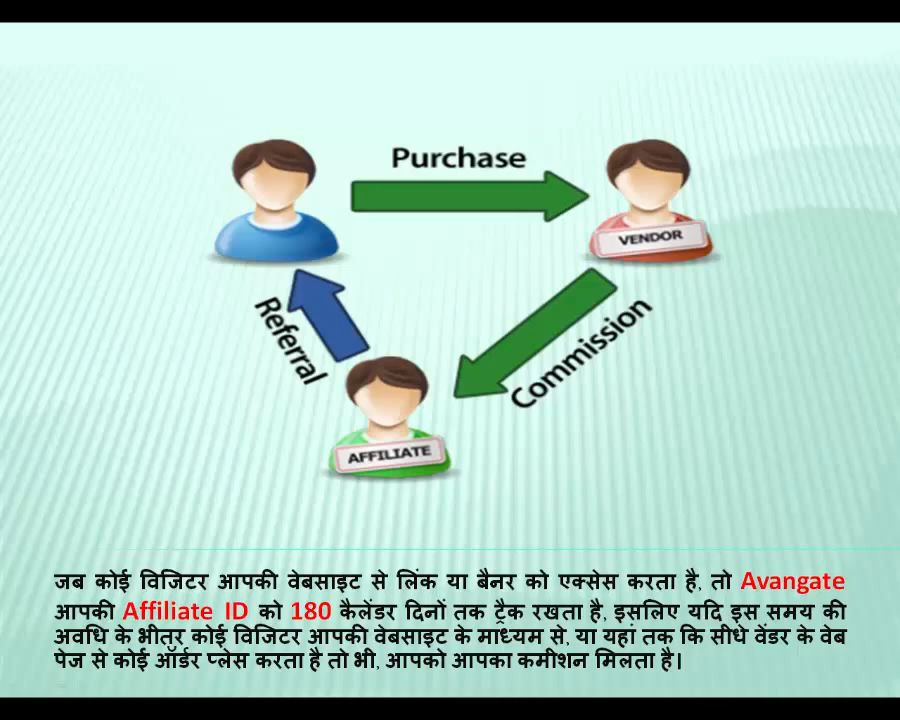 Purchase
VENDOR
Referral
Commission
AFFILIATE
जब कोई विजिटर आपकी वेबसाइट से लिंक या बैनर को एक्सेस करता है, तो Avangate
आपकी Affiliate ID को 180 कैलेंडर दिनों तक ट्रैक रखता है, इसलिए यदि इस समय की
अवधि के भीतर कोई विजिटर आपकी वेबसाइट के माध्यम से, या यहां तक कि सीधे वेंडर के वेब
पेज से कोई ऑर्डर प्लेस करता है तो भी, आपको आपका कमीशन मिलता है।